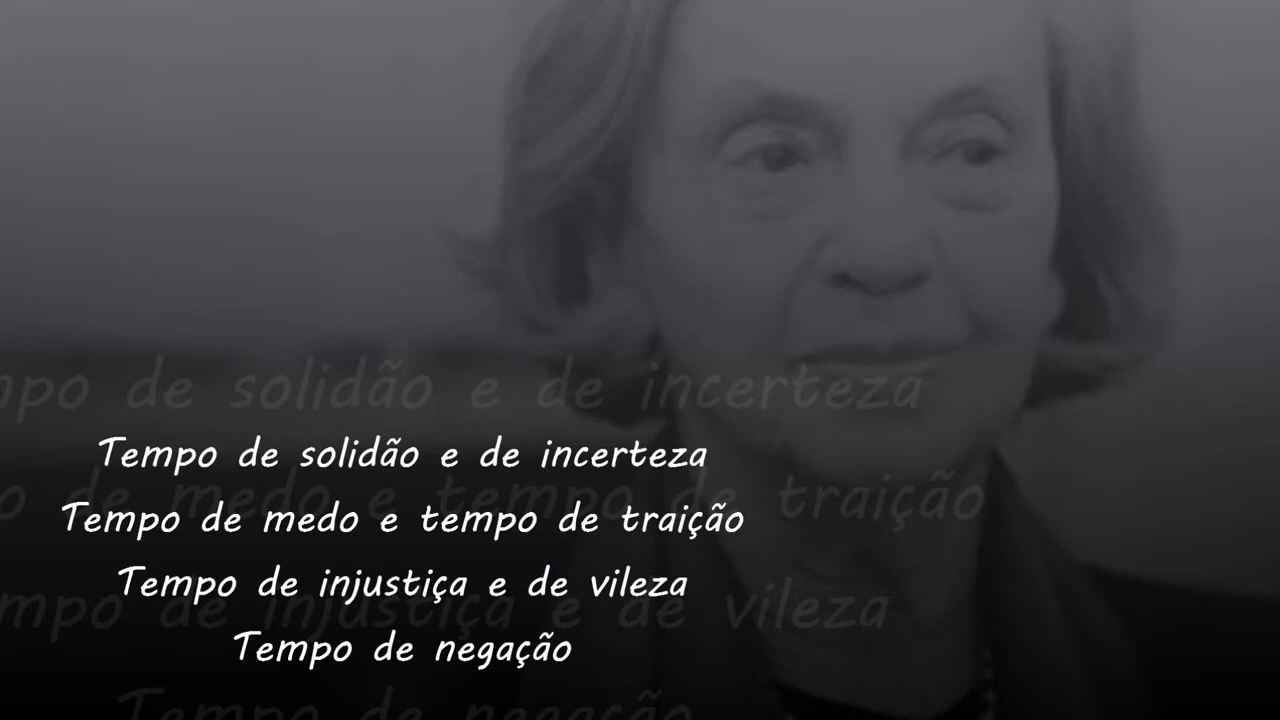 Tempo de solidão e de incerteza
Tempo de medo e tempo de traição
Tempo de injustiça e de vileza
Tempo de negação